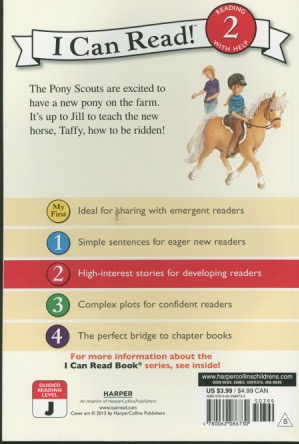 I Can Read!®
READING
2
WITH HELP
The Pony Scouts are excited to
have a new pony on the farm.
It's up to Jill to teach the new
horse, Taffy, how to be ridden!
My First Ideal for sharing with emergent readers
1 Simple sentences for eager new readers
2 High-interest stories for developing readers
3 Complex plots for confident readers
4 The perfect bridge to chapter books
For more information about the
I Can Read Book® series, see inside!
GUIDED READING LEVEL
J
HARPER
An Imprint of HarperCollinsPublishers
www.icanread.com
Cover art © 2013 by HarperCollins Publishers
www.harpercollinschildrens.com
US $3.99 / $4.99 CAN
50399
9780062086730
S